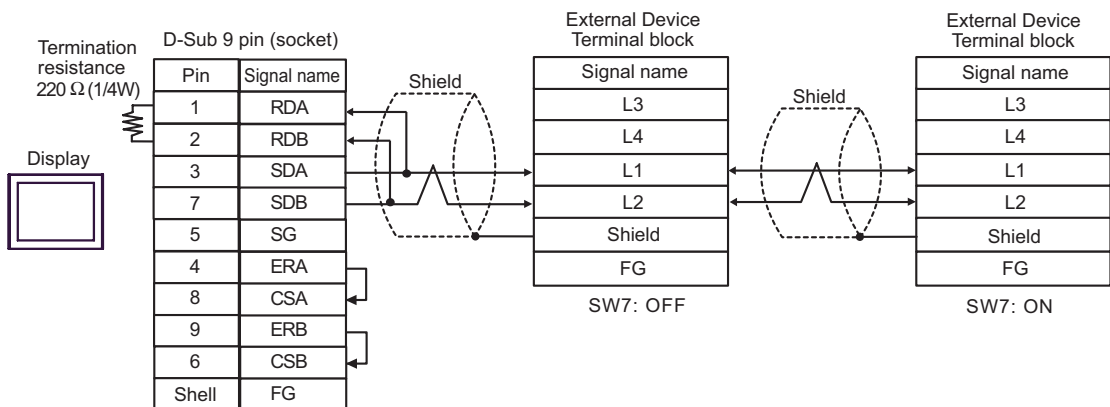 Termination
resistance
220 Ω (1/4W)
Display
D-Sub 9 pin (socket)
Pin Signal name
1 RDA
2 RDB
3 SDA
7 SDB
5 SG
4 ERA
8 CSA
9 ERB
6 CSB
Shell FG
Shield
External Device
Terminal block
Signal name
L3
L4
L1
L2
Shield
FG
SW7: OFF
Shield
External Device
Terminal block
Signal name
L3
L4
L1
L2
Shield
FG
SW7: ON